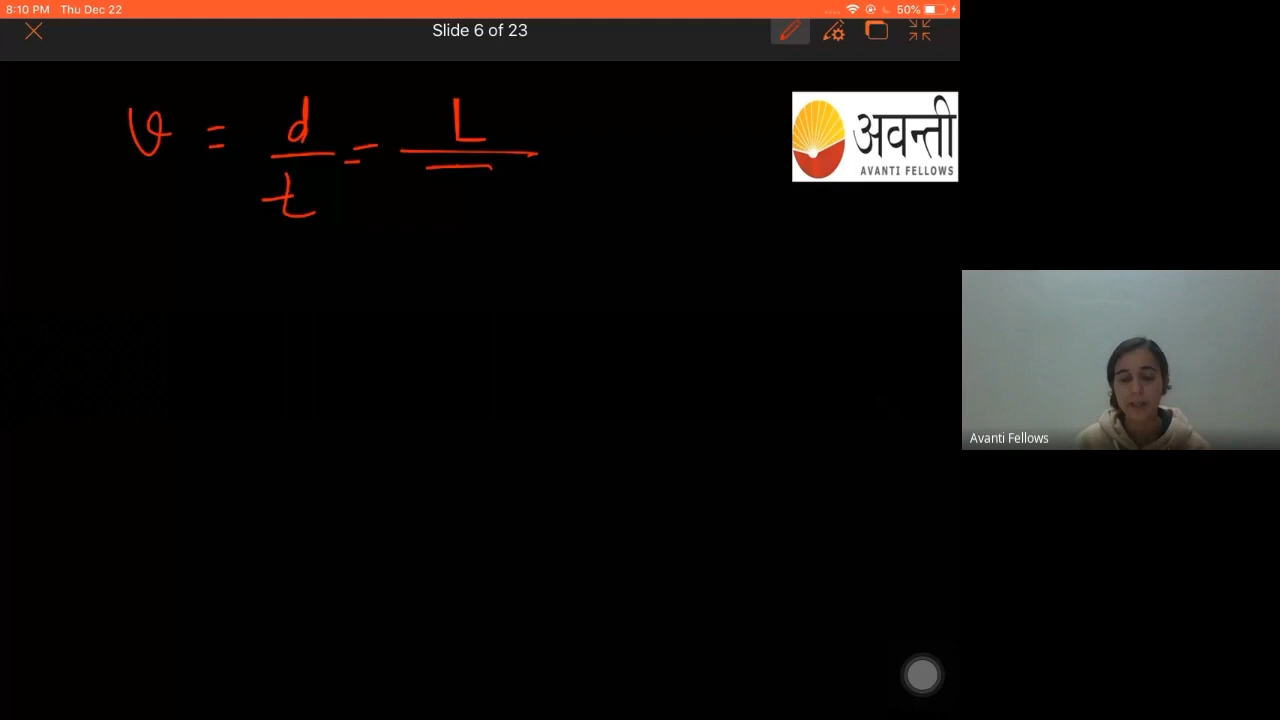 8:10 PM Thu Dec 22
50%
Slide 6 of 23
v = d/t = L
अवन्ती
AVANTI FELLOWS
Avanti Fellows